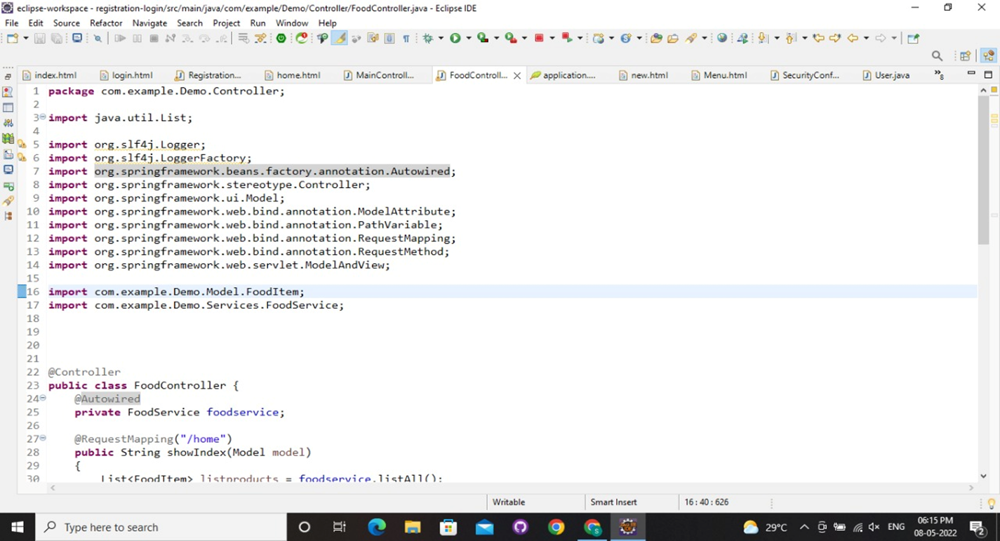 eclipse-workspace - registration-login/src/main/java/com/example/Demo/Controller/FoodController.java - Eclipse IDE
File Edit Source Refactor Navigate Search Project Run Window Help
index.html login.html Registration... home.html MainControll... FoodControll... application.... new.html Menu.html SecurityConf... User.java »8
1 package com.example.Demo.Controller;
2
3 import java.util.List;
4
5 import org.slf4j.Logger;
6 import org.slf4j.LoggerFactory;
7 import org.springframework.beans.factory.annotation.Autowired;
8 import org.springframework.stereotype.Controller;
9 import org.springframework.ui.Model;
10 import org.springframework.web.bind.annotation.ModelAttribute;
11 import org.springframework.web.bind.annotation.PathVariable;
12 import org.springframework.web.bind.annotation.RequestMapping;
13 import org.springframework.web.bind.annotation.RequestMethod;
14 import org.springframework.web.servlet.ModelAndView;
15
16 import com.example.Demo.Model.FoodItem;
17 import com.example.Demo.Services.FoodService;
18
19
20
21
22 @Controller
23 public class FoodController {
24 @Autowired
25 private FoodService foodservice;
26
27 @RequestMapping("/home")
28 public String showIndex(Model model)
29 {
30 List<FoodItem> listproducts = foodservice.listAll();
Writable Smart Insert 16 : 40 : 626
Type here to search 29°C ENG 06:15 PM
08-05-2022 2